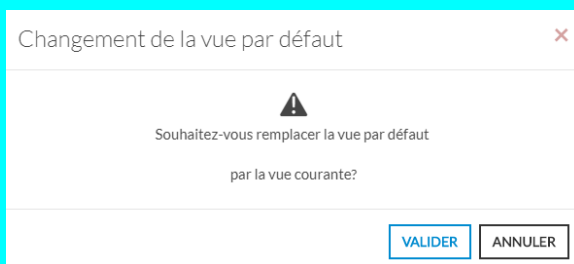 Changement de la vue par défaut
Souhaitez-vous remplacer la vue par défaut
par la vue courante?
VALIDER ANNULER